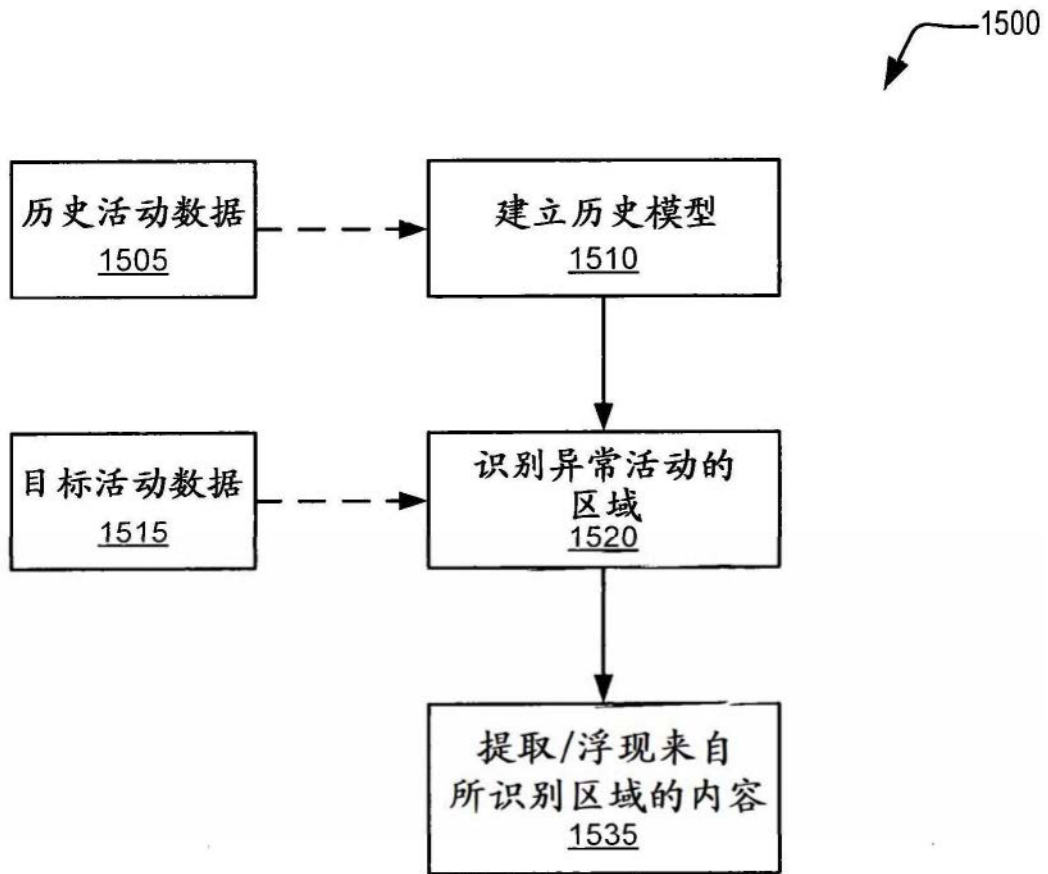 1500
历史活动数据
1505
建立历史模型
1510
目标活动数据
1515
识别异常活动的
区域
1520
提取/浮现来自
所识别区域的内容
1535